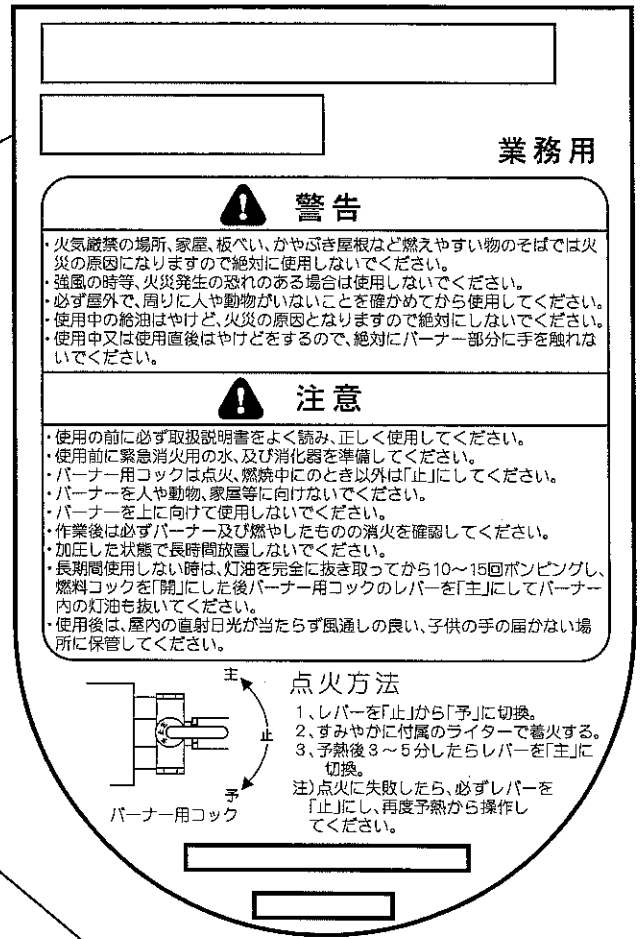 業務用
警告
・火気厳禁の場所、家屋、板べい、かやぶき屋根など燃えやすい物のそばでは火
災の原因になりますので絶対に使用しないでください。
・強風の時等、火災発生の恐れのある場合は使用しないでください。
・必ず屋外で、周りに人や動物がいないことを確かめてから使用してください。
・使用中の給油はやけど、火災の原因となりますので絶対にしないでください。
・使用中又は使用直後はやけどをするので、絶対にバーナー部分に手を触れな
いでください。
注意
・使用の前に必ず取扱説明書をよく読み、正しく使用してください。
・使用前に緊急消火用の水、及び消化器を準備してください。
・バーナー用コックは点火、燃焼中にのとき以外は「止」にしてください。
・バーナーを人や動物、家屋等に向けないでください。
・バーナーを上に向けて使用しないでください。
・作業後は必ずバーナー及び燃やしたものの消火を確認してください。
・加圧した状態で長時間放置しないでください。
・長期間使用しない時は、灯油を完全に抜き取ってから10〜15回ポンピングし、
燃料コックを「開」にした後バーナー用コックのレバーを「主」にしてバーナー
内の灯油も抜いてください。
・使用後は、屋内の直射日光が当たらず風通しの良い、子供の手の届かない場
所に保管してください。
主
止
予
バーナー用コック
点火方法
1、レバーを「止」から「予」に切換。
2、すみやかに付属のライターで着火する。
3、予熱後3〜5分したらレバーを「主」に
切換。
注)点火に失敗したら、必ずレバーを
「止」にし、再度予熱から操作し
てください。